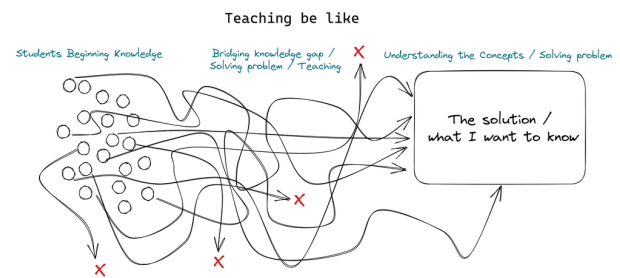 Teaching be like
Students Beginning Knowledge
Bridging knowledge gap /
Solving problem / Teaching
Understanding the Concepts / Solving problem
The solution /
what I want to know